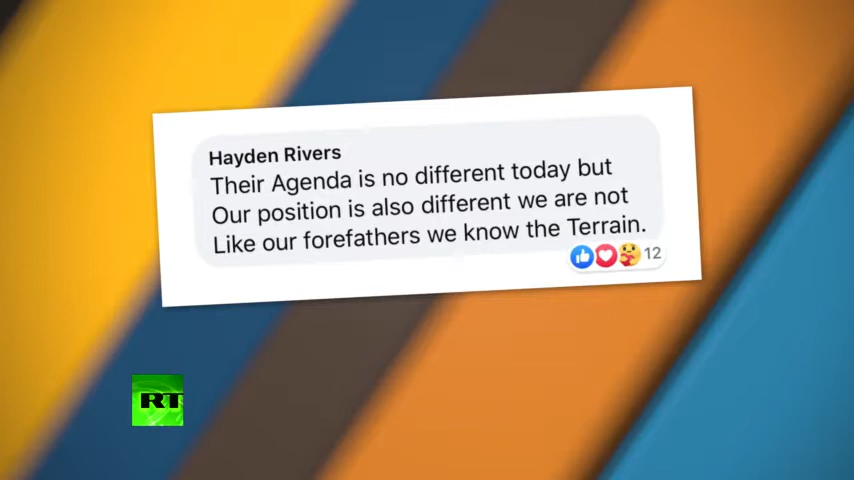 Hayden Rivers
Their Agenda is no different today but
Our position is also different we are not
Like our forefathers we know the Terrain.
12
RT